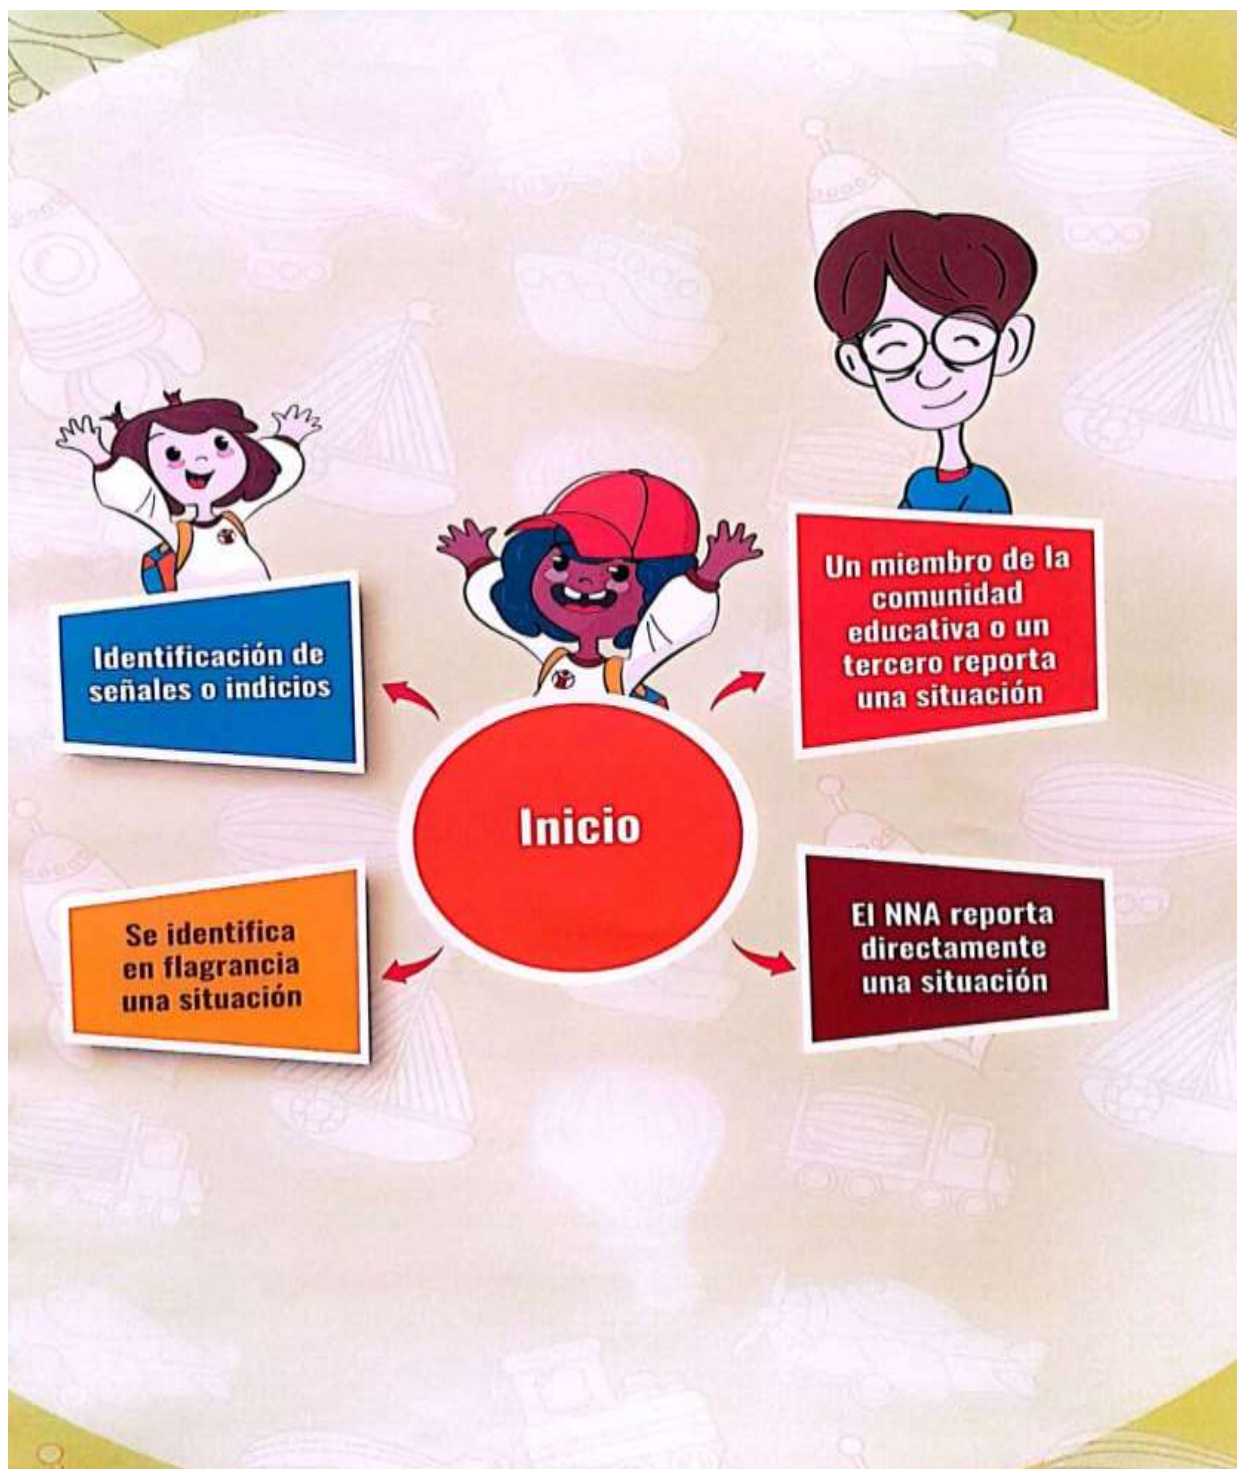 Un miembro de la
comunidad
educativa o un
tercero reporta
una situación
Identificación de
señales o indicios
Inicio
Se identifica
en flagrancia
una situación
El NNA reporta
directamente
una situación